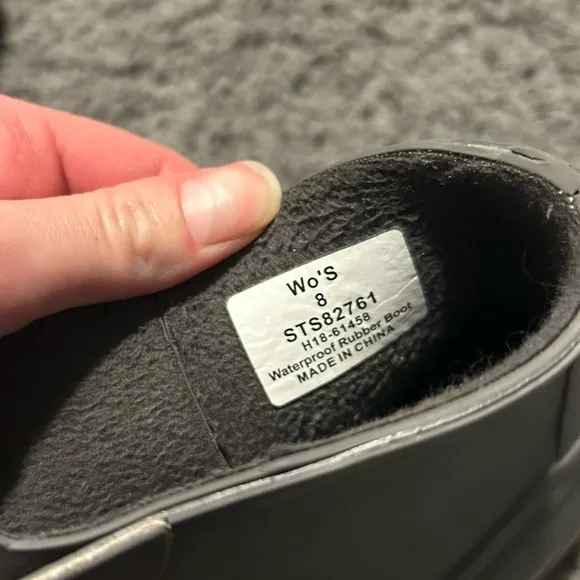 Wo'S
8
STS82761
H18-61458
Waterproof Rubber Boot
MADE IN CHINA